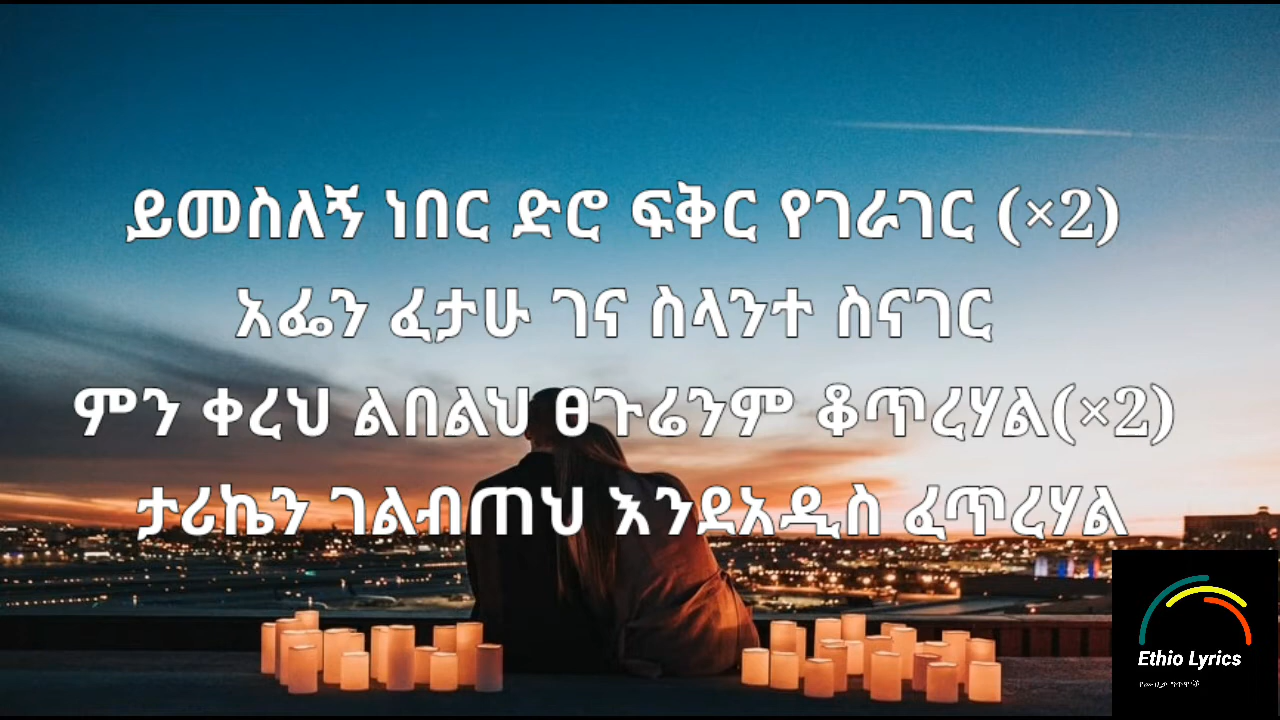 ይመስለኝ ነበር ድሮ ፍቅር የገራገር (×2)
አፌን ፈታሁ ገና ስላንተ ስናገር
ምን ቀረህ ልበልህ ፀጉሬንም ቆጥረሃል(×2)
ታሪኬን ገልብጠህ እንደአዲስ ፈጥረሃል
Ethio Lyrics